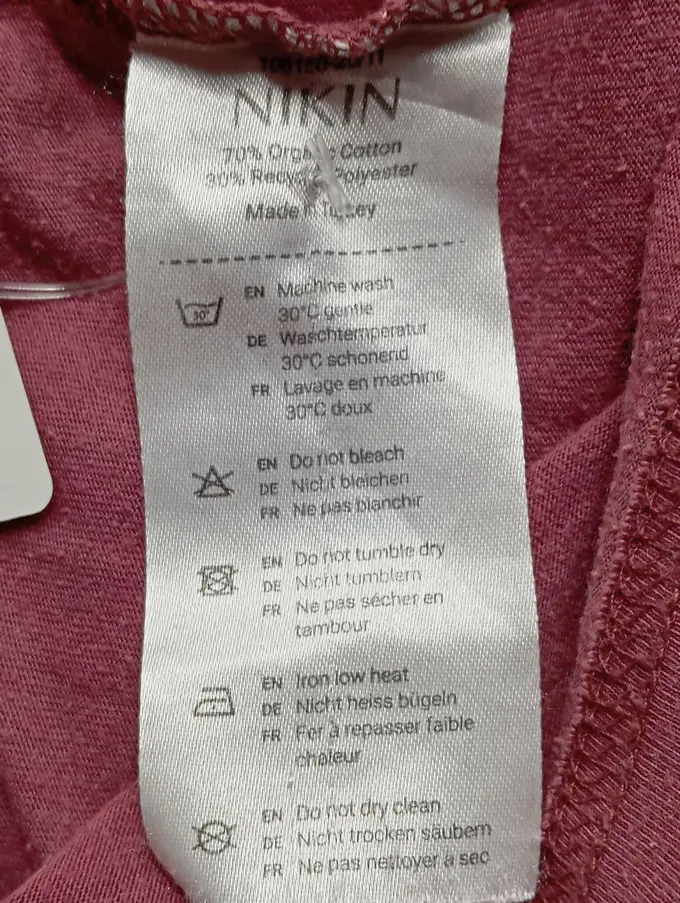 NIKIN
70% Organic Cotton
30% Recycled Polyester
Made in Turkey
30°
EN Machine wash
30°C gentle
DE Waschtemperatur
30°C schonend
FR Lavage en machine
30°C doux
EN Do not bleach
DE Nicht bleichen
FR Ne pas blanchir
EN Do not tumble dry
DE Nicht tumblern
FR Ne pas sécher en
tambour
EN Iron low heat
DE Nicht heiss bügeln
FR Fer à repasser faible
chaleur
EN Do not dry clean
DE Nicht trocken säubern
FR Ne pas nettoyer a sec